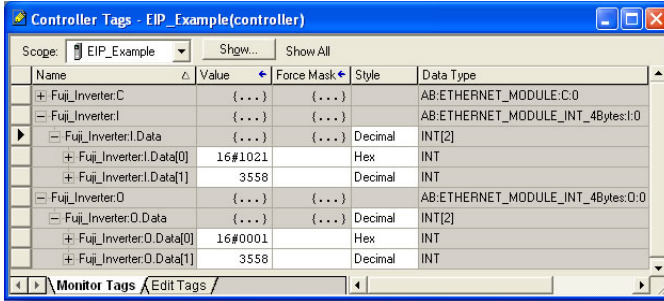 Controller Tags - EIP_Example(controller)
Scope: EIP_Example Show... Show All
Name Value Force Mask Style Data Type
Fuji_Inverter:C {...} {...} AB:ETHERNET_MODULE:C:0
Fuji_Inverter:I {...} {...} AB:ETHERNET_MODULE_INT_4Bytes:I:0
Fuji_Inverter:I.Data {...} {...} Decimal INT[2]
Fuji_Inverter:I.Data[0] 16#1021 Hex INT
Fuji_Inverter:I.Data[1] 3558 Decimal INT
Fuji_Inverter:O {...} {...} AB:ETHERNET_MODULE_INT_4Bytes:O:0
Fuji_Inverter:O.Data {...} {...} Decimal INT[2]
Fuji_Inverter:O.Data[0] 16#0001 Hex INT
Fuji_Inverter:O.Data[1] 3558 Decimal INT
Monitor Tags Edit Tags